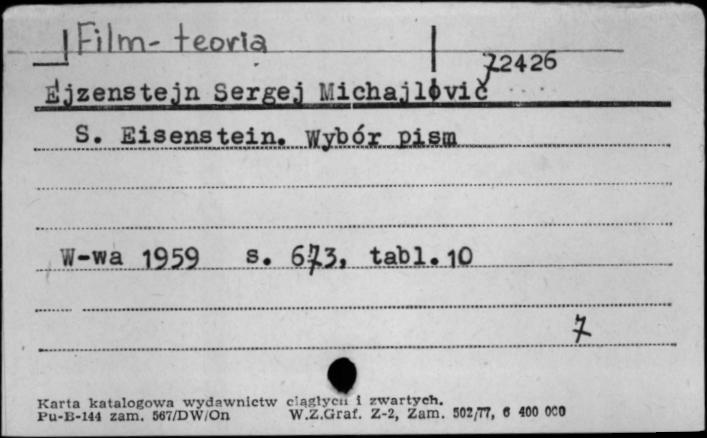 Film-teoria
72426
Ejzenstejn Sergej Michajlovič
S. Eisenstein. Wybór pism
W-wa 1959 s. 673, tabl. 10
7
Karta katalogowa wydawnictw ciągłych i zwartych.
Pu-B-144 zam. 567/DW/On W.Z.Graf. Z-2, Zam. 502/77, 6 400 000